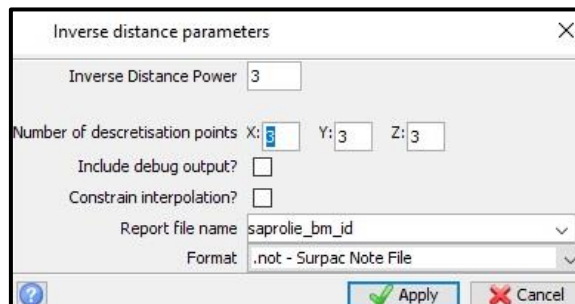 Inverse distance parameters
Inverse Distance Power 3
Number of descretisation points X: 3 Y: 3 Z: 3
Include debug output?
Constrain interpolation?
Report file name saprolie_bm_id
Format .not - Surpac Note File
? Apply Cancel